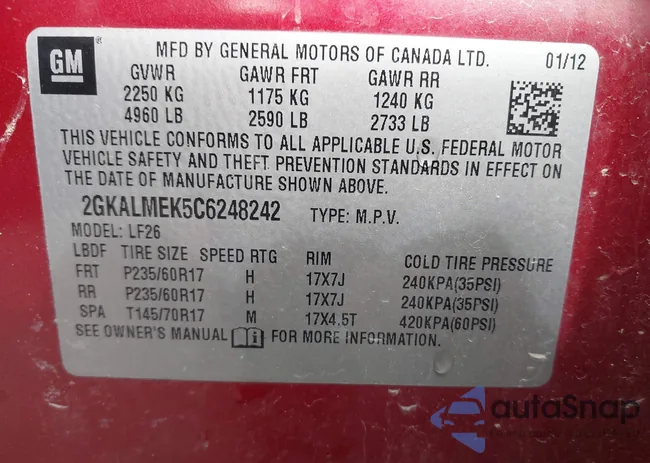 GM
MFD BY GENERAL MOTORS OF CANADA LTD. 01/12
GVWR GAWR FRT GAWR RR
2250 KG 1175 KG 1240 KG
4960 LB 2590 LB 2733 LB
THIS VEHICLE CONFORMS TO ALL APPLICABLE U.S. FEDERAL MOTOR
VEHICLE SAFETY AND THEFT PREVENTION STANDARDS IN EFFECT ON
THE DATE OF MANUFACTURE SHOWN ABOVE.
2GKALMEK5C6248242 TYPE: M.P.V.
MODEL: LF26
LBDF TIRE SIZE SPEED RTG RIM COLD TIRE PRESSURE
FRT P235/60R17 H 17X7J 240KPA(35PSI)
RR P235/60R17 H 17X7J 240KPA(35PSI)
SPA T145/70R17 M 17X4.5T 420KPA(60PSI)
SEE OWNER'S MANUAL FOR MORE INFORMATION.
autoSnap